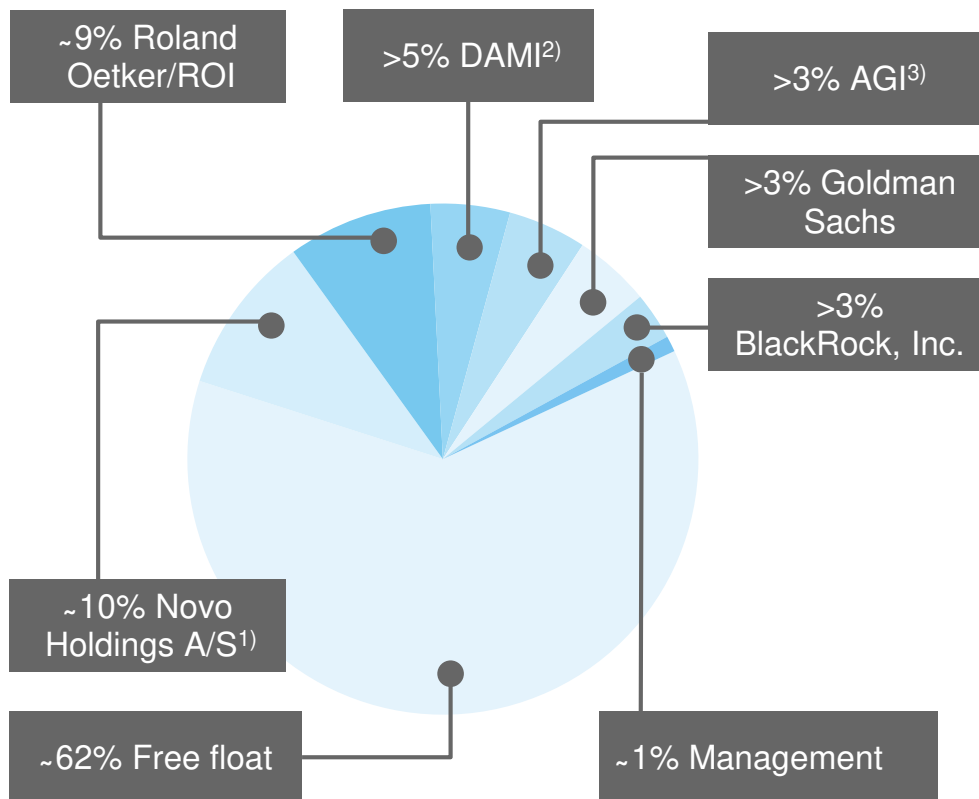 ~9% Roland
Oetker/ROI
>5% DAMI²⁾
>3% AGI³⁾
>3% Goldman
Sachs
>3%
BlackRock, Inc.
~10% Novo
Holdings A/S¹⁾
~62% Free float
~1% Management